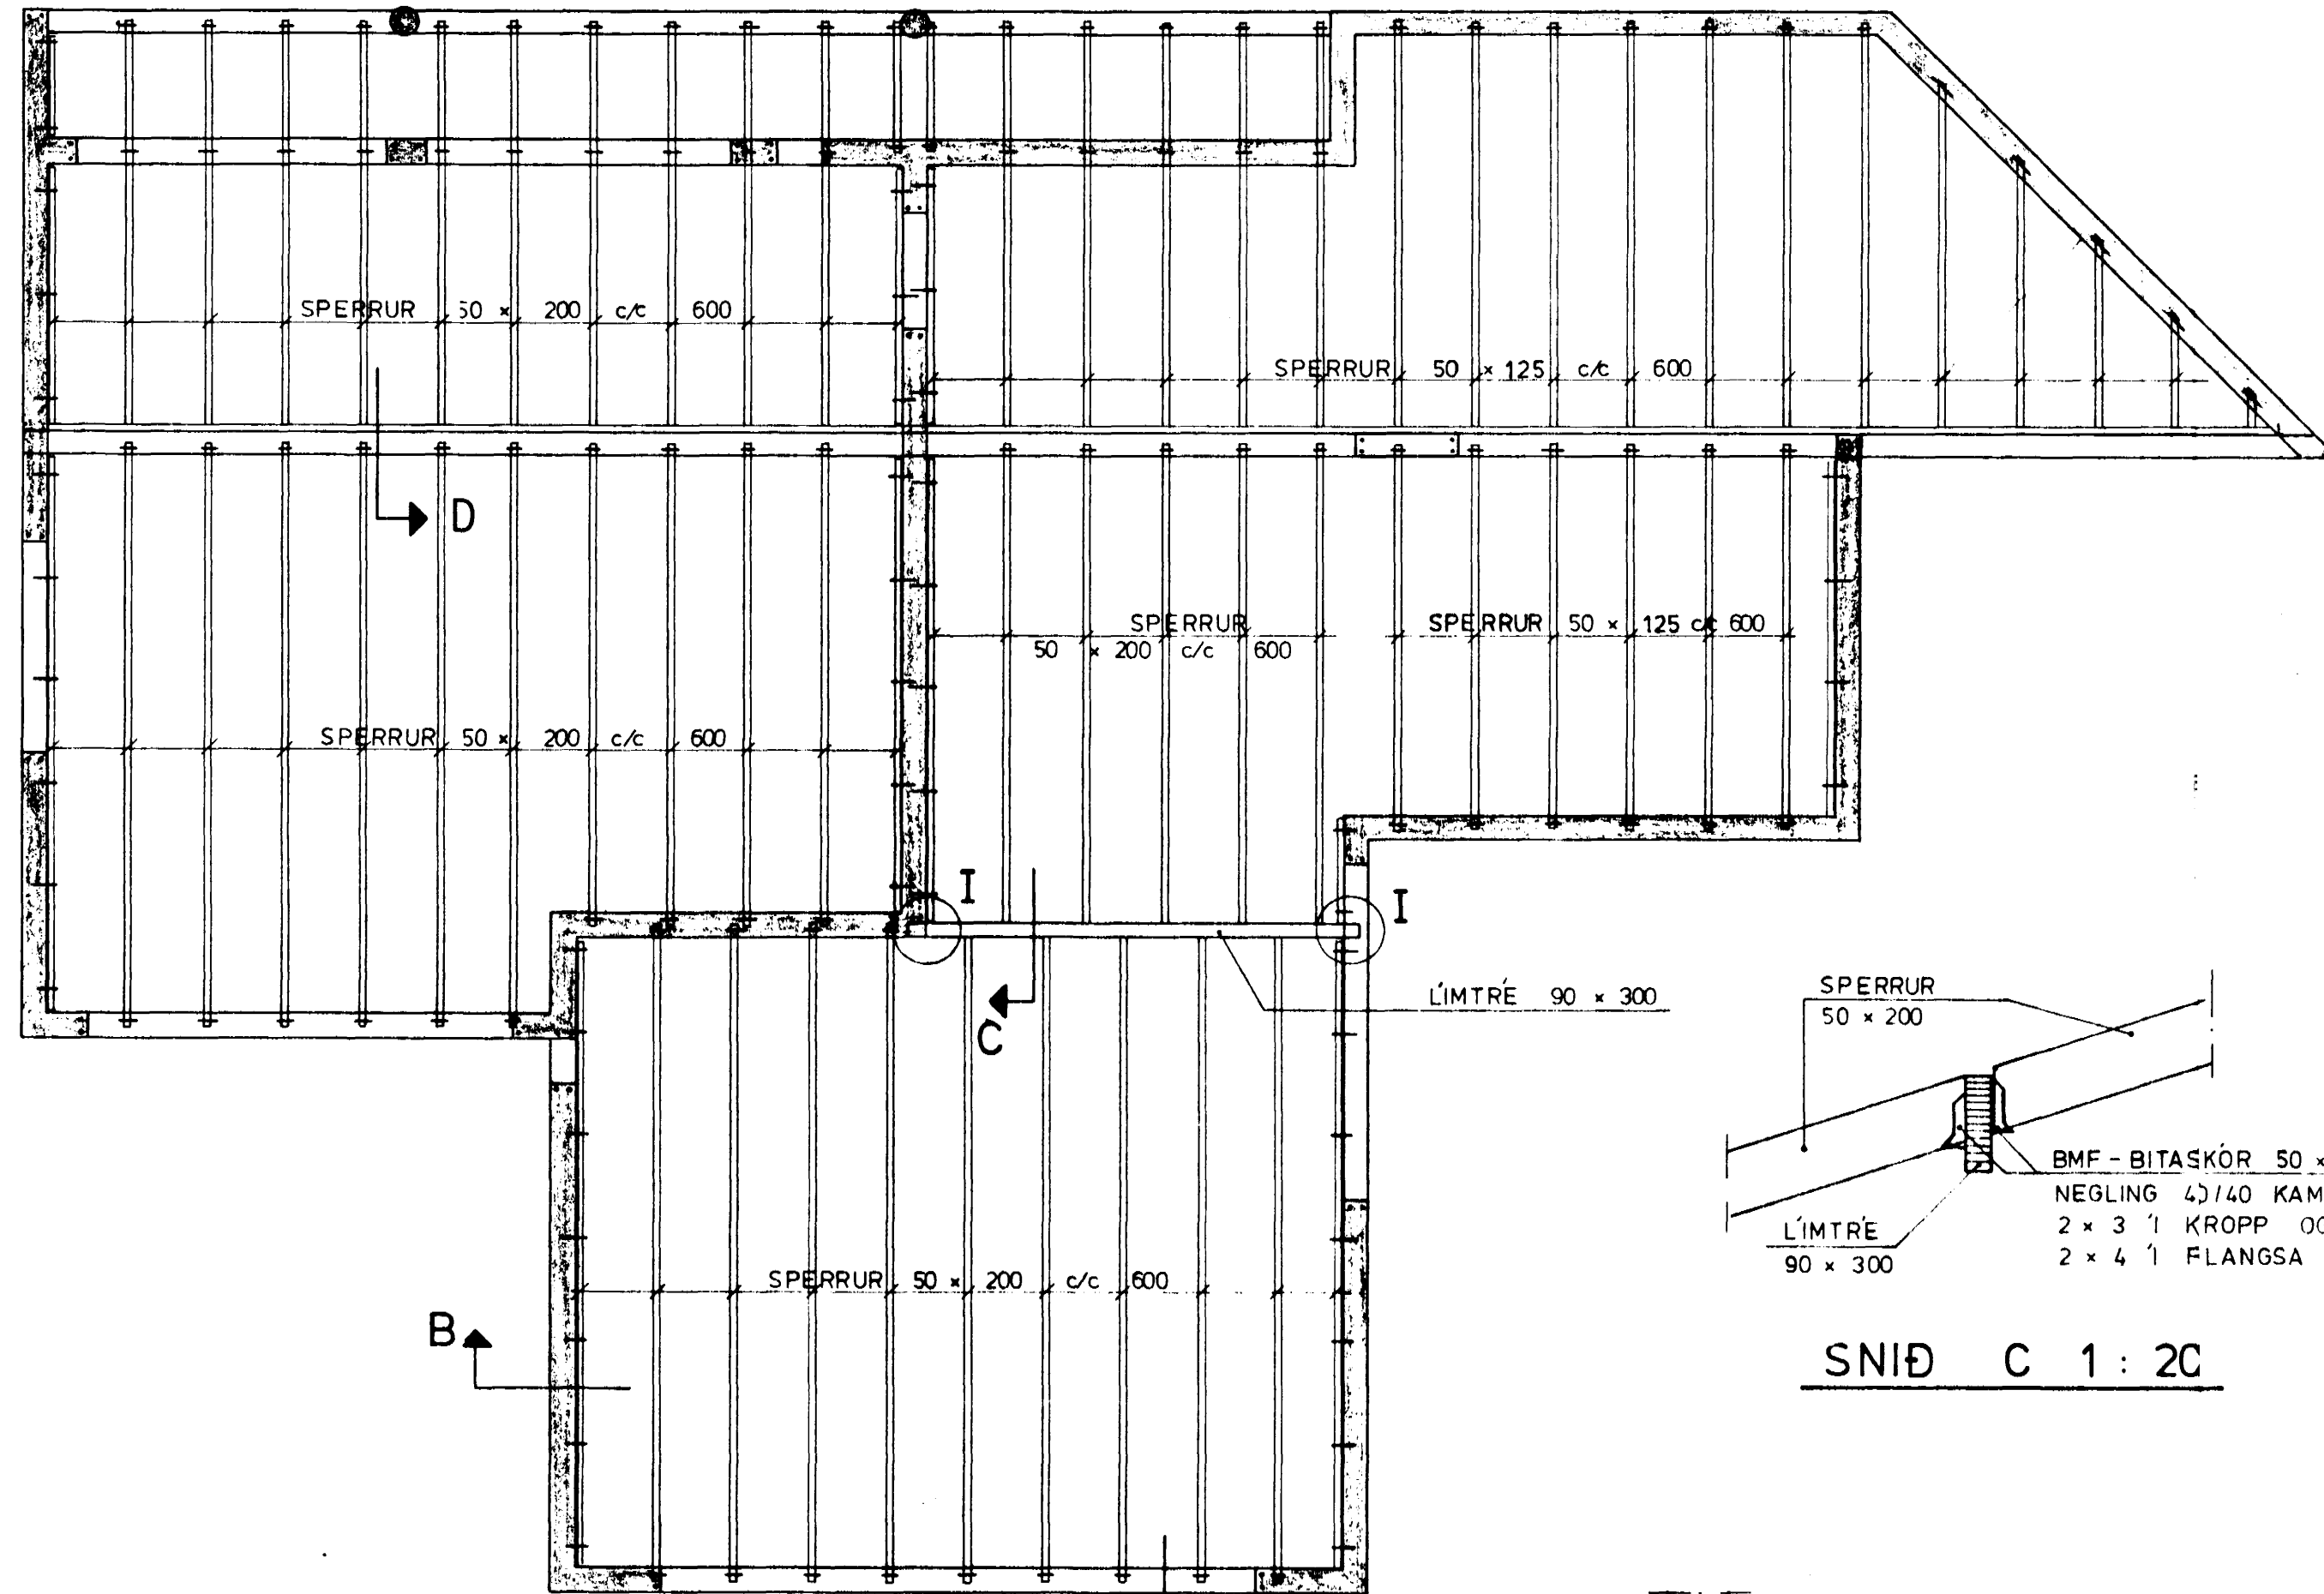 SPERRUR 50 × 200 c/c 600
SPERRUR 50 × 125 c/c 600
D
SPERRUR
50 × 200 c/c 600
SPERRUR 50 × 125 c/c 600
SPERRUR 50 × 200 c/c 600
I
I
LÍMTRÉ 90 × 300
C
SPERRUR
50 × 200
BMF - BITASKÓR 50 ×
NEGLING 40/40 KAM
2 × 3 Í KROPP
2 × 4 Í FLANGSA
LÍMTRÉ
90 × 300
SPERRUR 50 × 200 c/c 600
B
SNIÐ C 1 : 20